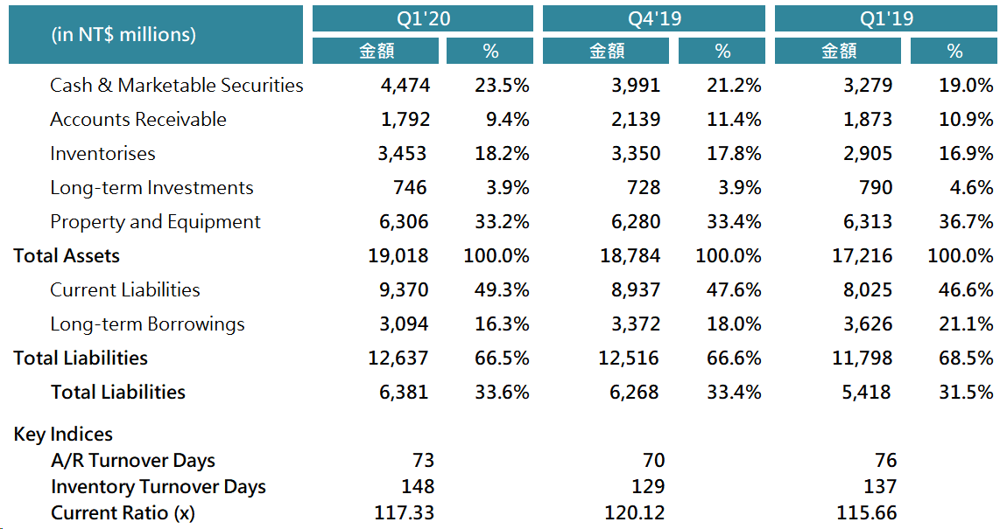 (in NT$ millions) Q1'20 Q4'19 Q1'19
金額 % 金額 % 金額 %
Cash & Marketable Securities 4,474 23.5% 3,991 21.2% 3,279 19.0%
Accounts Receivable 1,792 9.4% 2,139 11.4% 1,873 10.9%
Inventorises 3,453 18.2% 3,350 17.8% 2,905 16.9%
Long-term Investments 746 3.9% 728 3.9% 790 4.6%
Property and Equipment 6,306 33.2% 6,280 33.4% 6,313 36.7%
Total Assets 19,018 100.0% 18,784 100.0% 17,216 100.0%
Current Liabilities 9,370 49.3% 8,937 47.6% 8,025 46.6%
Long-term Borrowings 3,094 16.3% 3,372 18.0% 3,626 21.1%
Total Liabilities 12,637 66.5% 12,516 66.6% 11,798 68.5%
Total Liabilities 6,381 33.6% 6,268 33.4% 5,418 31.5%
Key Indices
A/R Turnover Days 73 70 76
Inventory Turnover Days 148 129 137
Current Ratio (x) 117.33 120.12 115.66